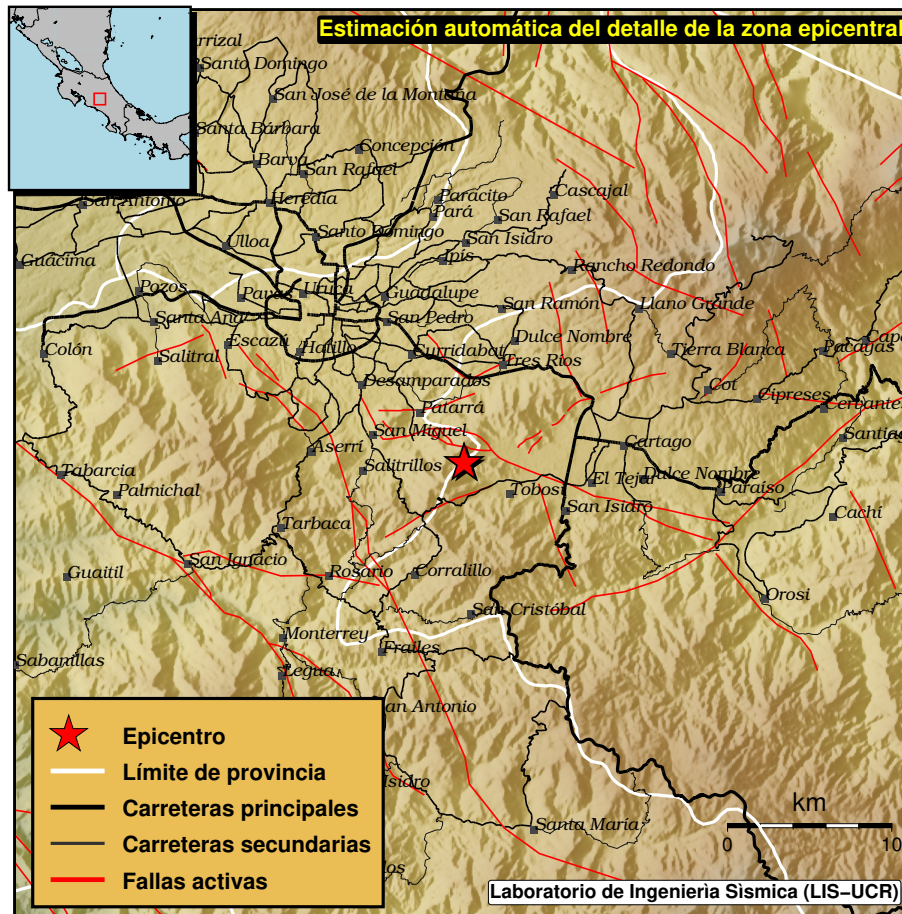 Estimación automática del detalle de la zona epicentral
Santo Domingo
San José de la Montaña
Santa Bárbara
Concepción
Barva
San Rafael
Cascajal
Paracito
San Antonio
Heredia
Pará
San Rafael
Santo Domingo
Ulloa
San Isidro
Guácima
Ipís
Rancho Redondo
Pozos
Pavas
Uruca
Guadalupe
San Ramón
Llano Grande
Santa Ana
San Pedro
Escazú
Dulce Nombre
Colón
Salitral
Hatillo
Curridabat
Tierra Blanca
Pacayas
Tres Ríos
Desamparados
Cot
Cipreses
Cervantes
Patarrá
San Miguel
Aserrí
Cartago
Tabarcia
Salitrillos
El Tejar
Dulce Nombre
Palmichal
Tobosi
Paraíso
San Isidro
Cachí
Tarbaca
San Ignacio
Rosario
Corralillo
Guaitil
Orosi
San Cristóbal
Monterrey
Frailes
Sabanillas
Legua
San Antonio
Isidro
Santa María
Epicentro
Límite de provincia
Carreteras principales
Carreteras secundarias
Fallas activas
km
0
10
Laboratorio de Ingenierìa Sìsmica (LIS–UCR)